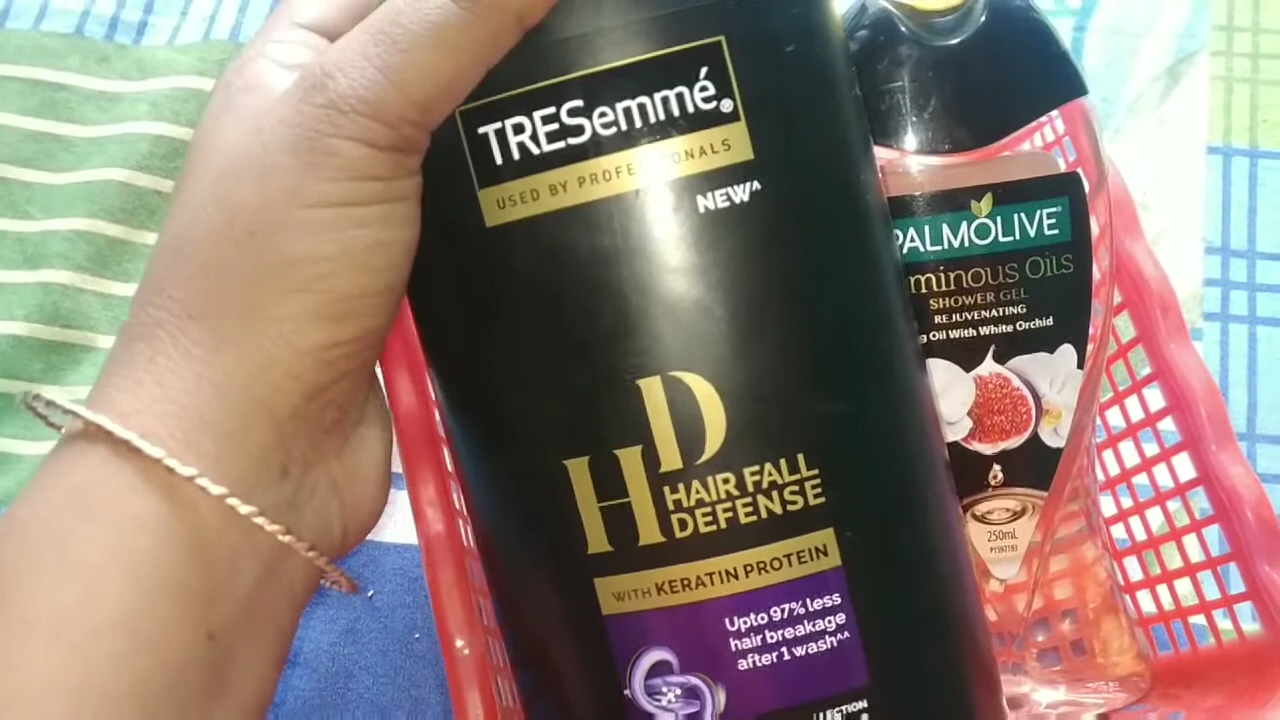 TRESemmé®
USED BY PROFESSIONALS
NEW^
HD
HAIR FALL
DEFENSE
WITH KERATIN PROTEIN
Upto 97% less
hair breakage
after 1 wash^^
PALMOLIVE
minous Oils
SHOWER GEL
REJUVENATING
Oil With White Orchid
250mL
P1597193